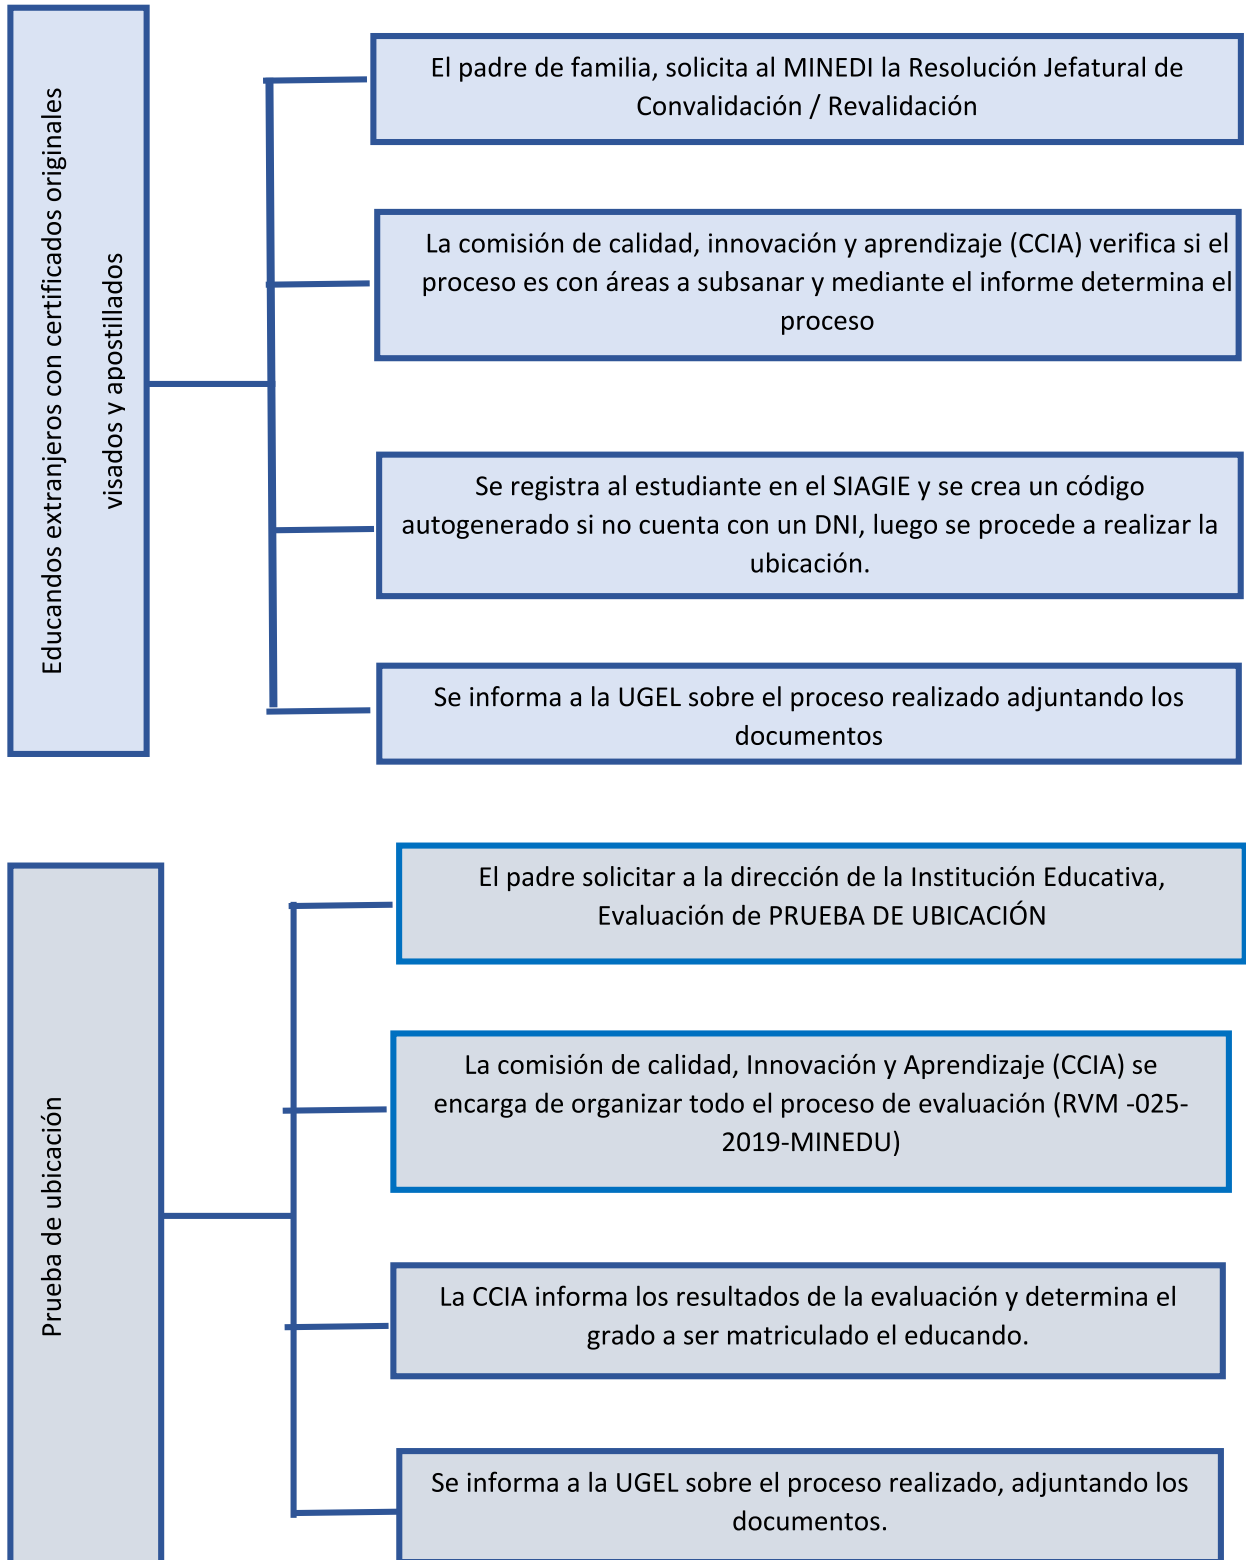 Educandos extranjeros con certificados originales
visados y apostillados
El padre de familia, solicita al MINEDI la Resolución Jefatural de
Convalidación / Revalidación
La comisión de calidad, innovación y aprendizaje (CCIA) verifica si el
proceso es con áreas a subsanar y mediante el informe determina el
proceso
Se registra al estudiante en el SIAGIE y se crea un código
autogenerado si no cuenta con un DNI, luego se procede a realizar la
ubicación.
Se informa a la UGEL sobre el proceso realizado adjuntando los
documentos
Prueba de ubicación
El padre solicitar a la dirección de la Institución Educativa,
Evaluación de PRUEBA DE UBICACIÓN
La comisión de calidad, Innovación y Aprendizaje (CCIA) se
encarga de organizar todo el proceso de evaluación (RVM -025-
2019-MINEDU)
La CCIA informa los resultados de la evaluación y determina el
grado a ser matriculado el educando.
Se informa a la UGEL sobre el proceso realizado, adjuntando los
documentos.